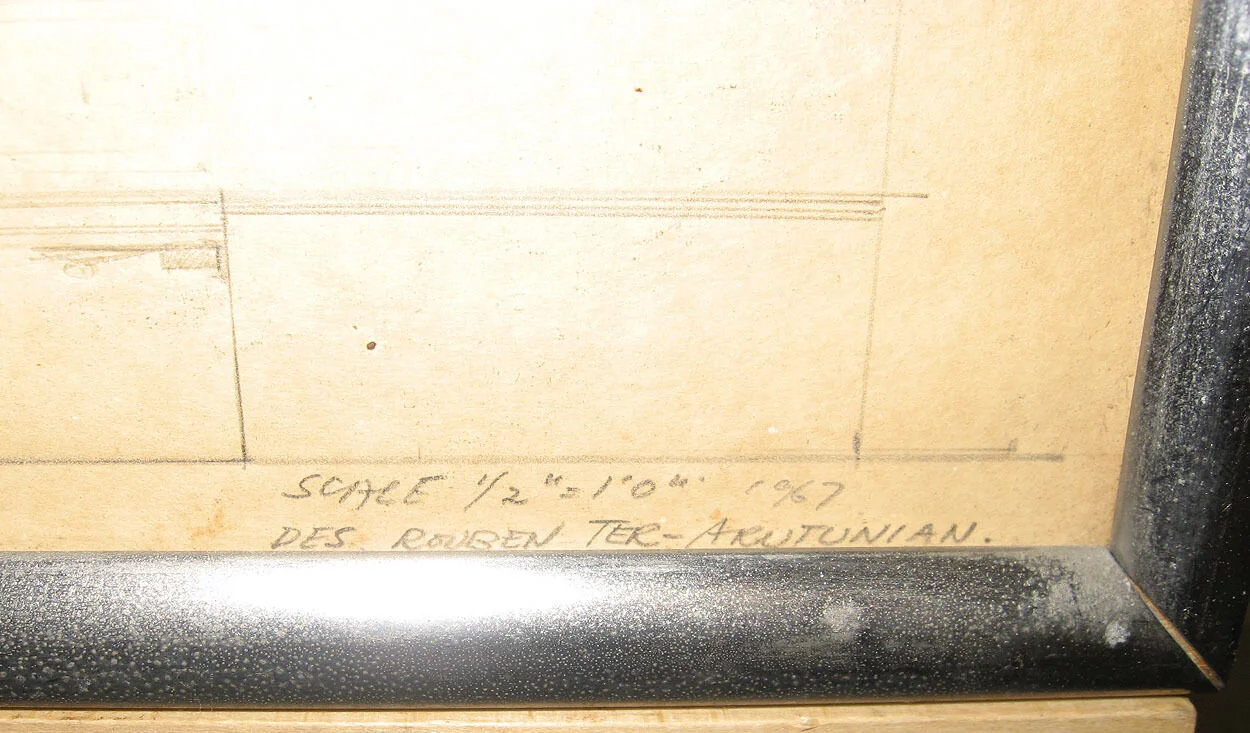 SCALE 1/2" = 1'0" 1967
DES. ROUBEN TER-ARUTUNIAN.